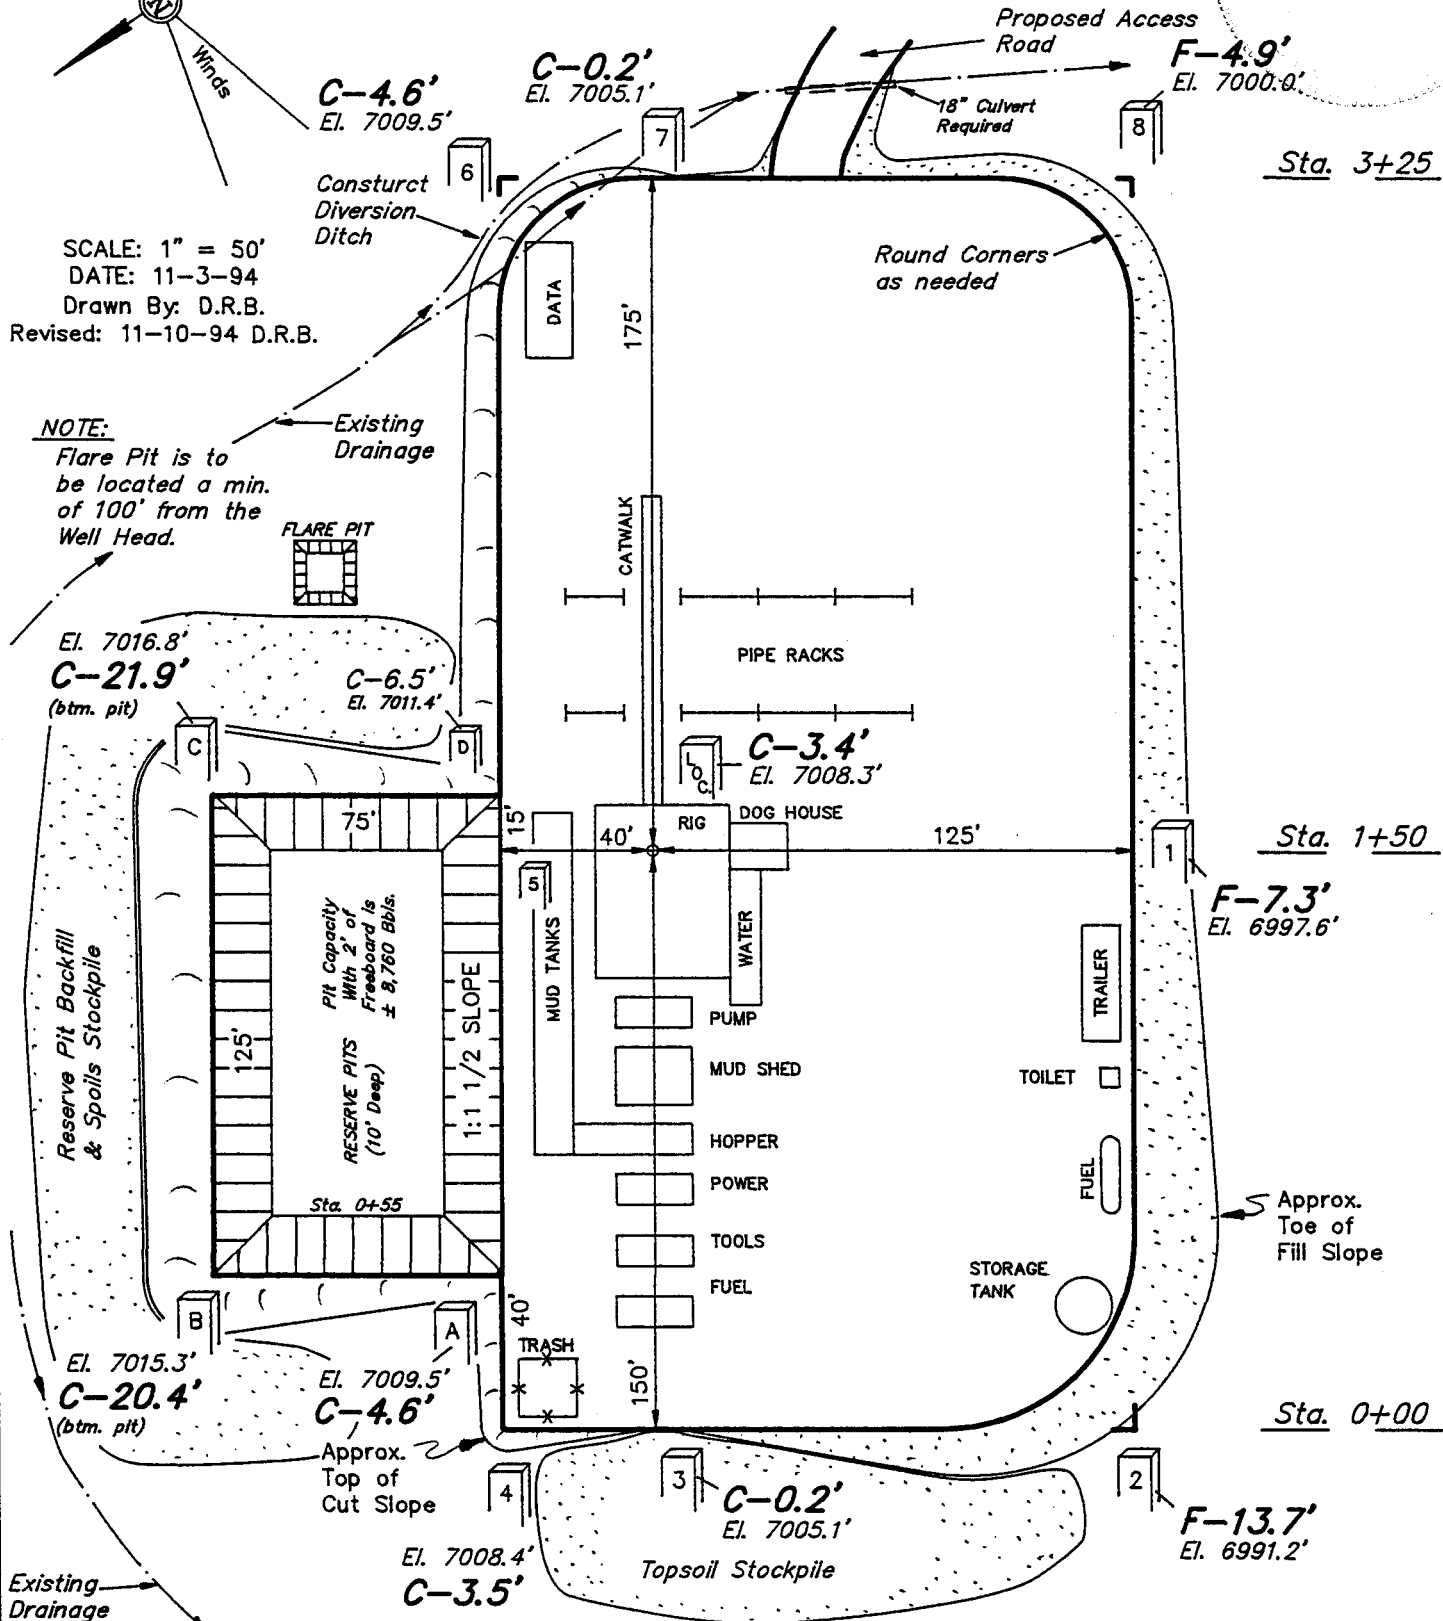 N
Winds
Proposed Access
Road
C-0.2'
El. 7005.1'
F-4.9'
El. 7000.0'
C-4.6'
El. 7009.5'
18" Culvert
Required
6
7
8
Sta. 3+25
Consturct
Diversion
Ditch
SCALE: 1" = 50'
DATE: 11-3-94
Drawn By: D.R.B.
Revised: 11-10-94 D.R.B.
Round Corners
as needed
DATA
175'
NOTE:
Flare Pit is to
be located a min.
of 100' from the
Well Head.
Existing
Drainage
FLARE PIT
CATWALK
PIPE RACKS
El. 7016.8'
C-21.9'
(btm. pit)
C-6.5'
El. 7011.4'
C
D
LOC.
C-3.4'
El. 7008.3'
75'
15'
40'
RIG
DOG HOUSE
125'
Sta. 1+50
1
F-7.3'
El. 6997.6'
5
MUD TANKS
WATER
TRAILER
Reserve Pit Backfill
& Spoils Stockpile
125'
Pit Capacity
With 2' of
Freeboard is
± 8,760 Bbls.
RESERVE PITS
(10' Deep)
1:1 1/2 SLOPE
PUMP
MUD SHED
TOILET
HOPPER
POWER
FUEL
Sta. 0+55
TOOLS
FUEL
Approx.
Toe of
Fill Slope
STORAGE
TANK
B
A
40'
TRASH
El. 7015.3'
C-20.4'
(btm. pit)
El. 7009.5'
C-4.6'
150'
Sta. 0+00
Approx.
Top of
Cut Slope
4
3
2
C-0.2'
El. 7005.1'
F-13.7'
El. 6991.2'
El. 7008.4'
C-3.5'
Topsoil Stockpile
Existing
Drainage